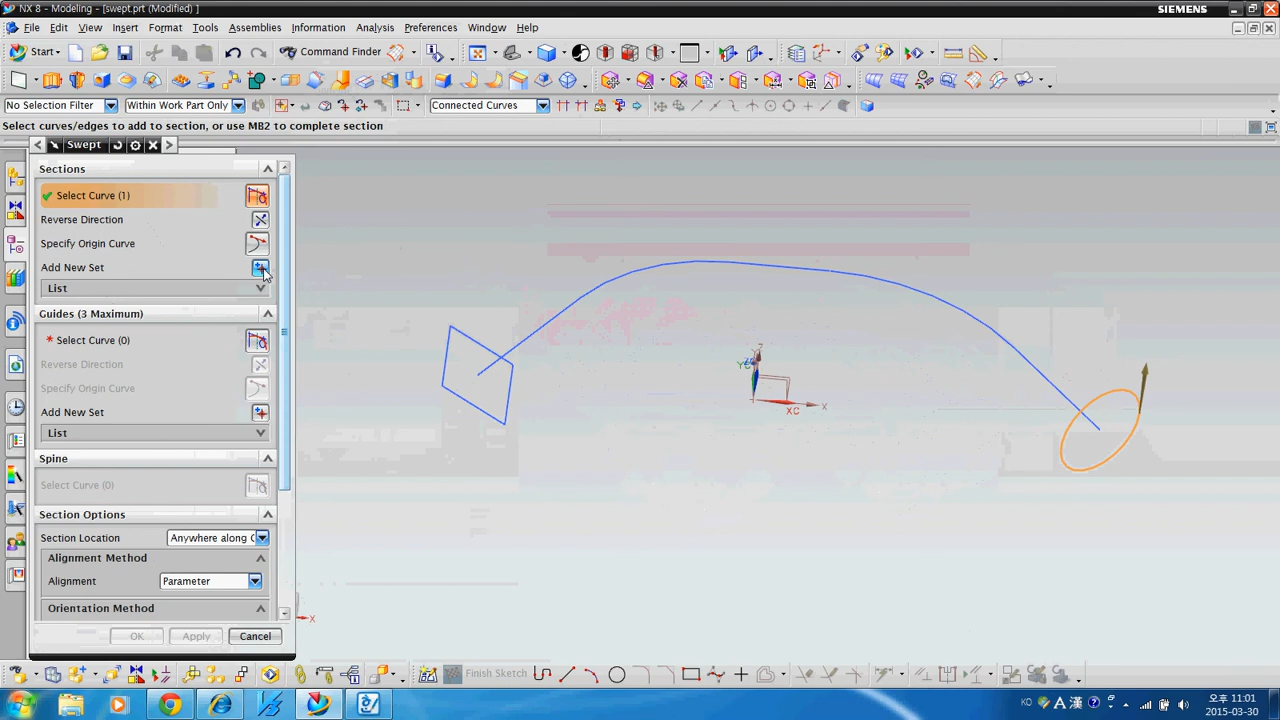 NX 8 - Modeling - [swept.prt (Modified) ]
SIEMENS
File Edit View Insert Format Tools Assemblies Information Analysis Preferences Window Help
Start Command Finder
No Selection Filter Within Work Part Only Connected Curves
Select curves/edges to add to section, or use MB2 to complete section
Swept
Sections
Select Curve (1)
Reverse Direction
Specify Origin Curve
Add New Set
List
Guides (3 Maximum)
* Select Curve (0)
Reverse Direction
Specify Origin Curve
Add New Set
List
Spine
Select Curve (0)
Section Options
Section Location Anywhere along
Alignment Method
Alignment Parameter
Orientation Method
OK Apply Cancel
Z
XC X
X
Finish Sketch
KO A 漢
오후 11:01
2015-03-30